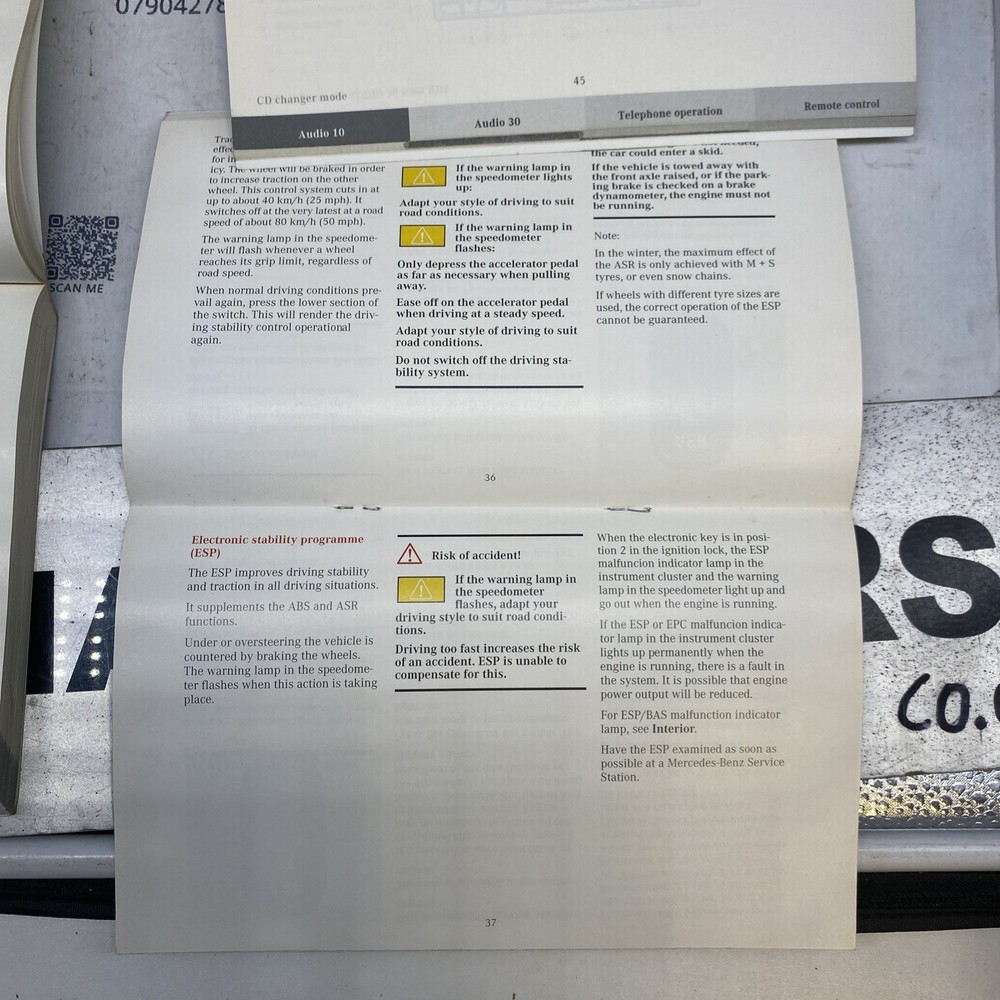 0790427
45
CD changer mode
Audio 10
Audio 30
Telephone operation
Remote control
for in
icy. The wheel will be braked in order
to increase traction on the other
wheel. This control system cuts in at
up to about 40 km/h (25 mph). It
switches off at the very latest at a road
speed of about 80 km/h (50 mph).
The warning lamp in the speedome-
ter will flash whenever a wheel
reaches its grip limit, regardless of
road speed.
When normal driving conditions pre-
vail again, press the lower section of
the switch. This will render the driv-
ing stability control operational
again.
If the warning lamp in
the speedometer lights
up:
Adapt your style of driving to suit
road conditions.
If the warning lamp in
the speedometer
flashes:
Only depress the accelerator pedal
as far as necessary when pulling
away.
Ease off on the accelerator pedal
when driving at a steady speed.
Adapt your style of driving to suit
road conditions.
Do not switch off the driving sta-
bility system.
the car could enter a skid.
If the vehicle is towed away with
the front axle raised, or if the park-
ing brake is checked on a brake
dynamometer, the engine must not
be running.
Note:
In the winter, the maximum effect of
the ASR is only achieved with M + S
tyres, or even snow chains.
If wheels with different tyre sizes are
used, the correct operation of the ESP
cannot be guaranteed.
36
SCAN ME
Electronic stability programme
(ESP)
The ESP improves driving stability
and traction in all driving situations.
It supplements the ABS and ASR
functions.
Under or oversteering the vehicle is
countered by braking the wheels.
The warning lamp in the speedome-
ter flashes when this action is taking
place.
Risk of accident!
If the warning lamp in
the speedometer
flashes, adapt your
driving style to suit road condi-
tions.
Driving too fast increases the risk
of an accident. ESP is unable to
compensate for this.
When the electronic key is in posi-
tion 2 in the ignition lock, the ESP
malfuncion indicator lamp in the
instrument cluster and the warning
lamp in the speedometer light up and
go out when the engine is running.
If the ESP or EPC malfuncion indica-
tor lamp in the instrument cluster
lights up permanently when the
engine is running, there is a fault in
the system. It is possible that engine
power output will be reduced.
For ESP/BAS malfunction indicator
lamp, see Interior.
Have the ESP examined as soon as
possible at a Mercedes-Benz Service
Station.
37
RS
CO.